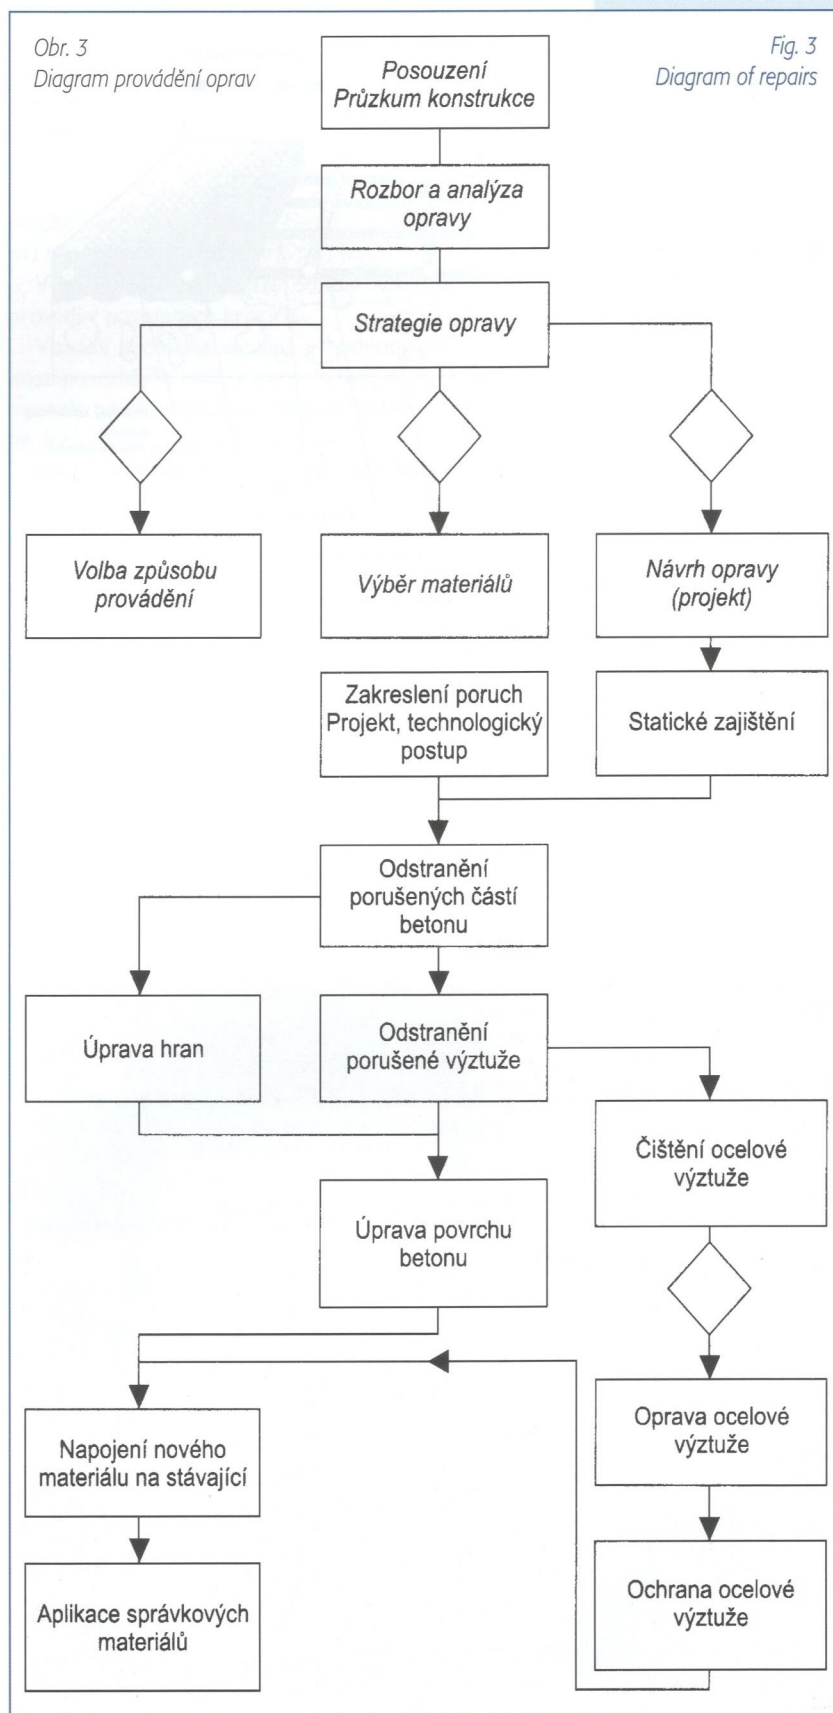 Obr. 3
Diagram provádění oprav
Fig. 3
Diagram of repairs
Posouzení
Průzkum konstrukce
Rozbor a analýza
opravy
Strategie opravy
Volba způsobu
provádění
Výběr materiálů
Návrh opravy
(projekt)
Zakreslení poruch
Projekt, technologický
postup
Statické zajištění
Odstranění
porušených částí
betonu
Úprava hran
Odstranění
porušené výztuže
Čištění ocelové
výztuže
Úprava povrchu
betonu
Oprava ocelové
výztuže
Napojení nového
materiálu na stávající
Ochrana ocelové
výztuže
Aplikace správkových
materiálů